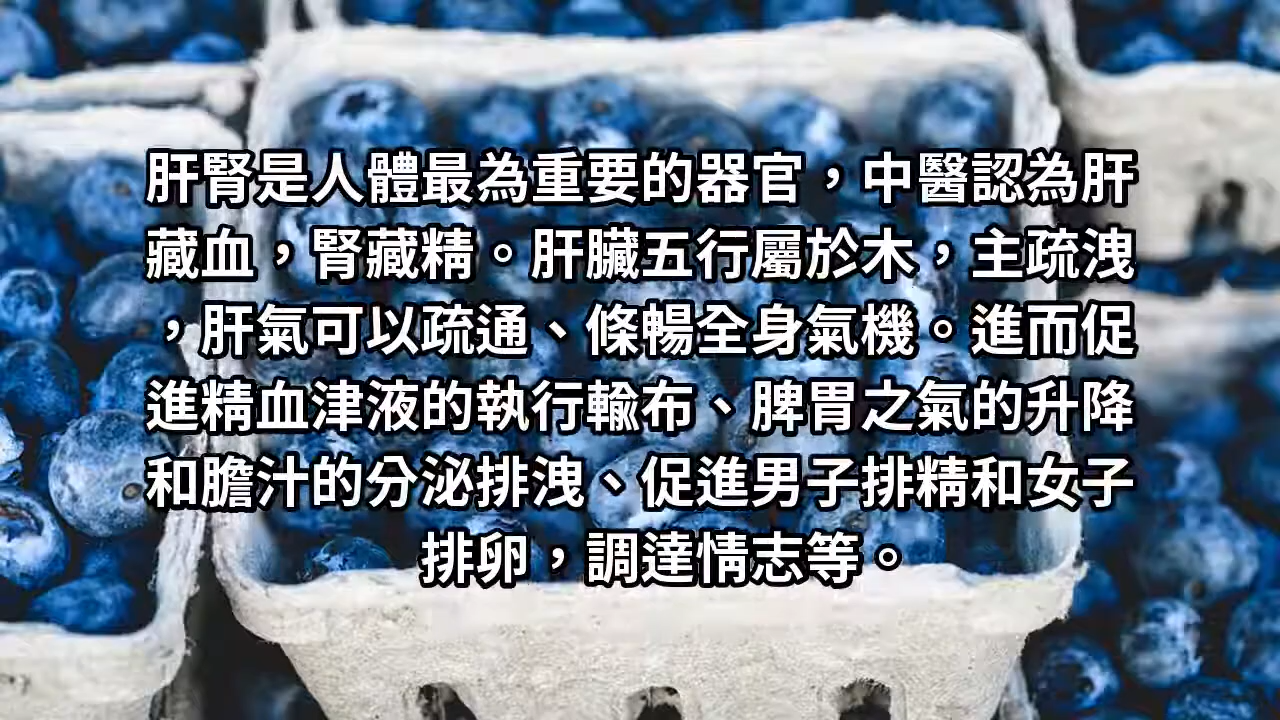 肝腎是人體最為重要的器官，中醫認為肝
藏血，腎藏精。肝臟五行屬於木，主疏洩
，肝氣可以疏通、條暢全身氣機。進而促
進精血津液的執行輸布、脾胃之氣的升降
和膽汁的分泌排洩、促進男子排精和女子
排卵，調達情志等。